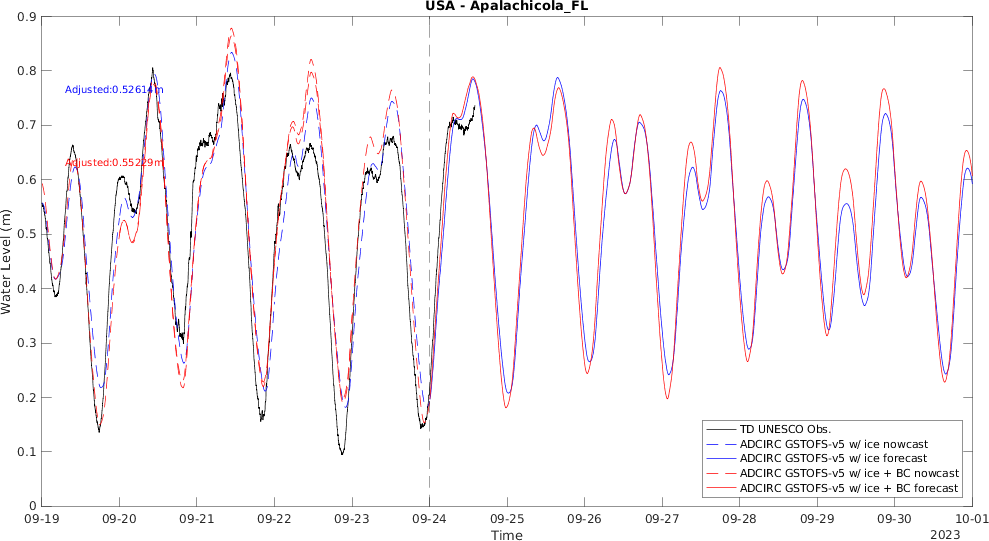 USA - Apalachicola_FL
0.9
0.8
0.7
0.6
0.5
0.4
0.3
0.2
0.1
0
Water Level (m)
Adjusted:0.52614m
Adjusted:0.55229m
TD UNESCO Obs.
ADCIRC GSTOFS-v5 w/ ice nowcast
ADCIRC GSTOFS-v5 w/ ice forecast
ADCIRC GSTOFS-v5 w/ ice + BC nowcast
ADCIRC GSTOFS-v5 w/ ice + BC forecast
09-19 09-20 09-21 09-22 09-23 09-24 09-25 09-26 09-27 09-28 09-29 09-30 10-01
Time
2023